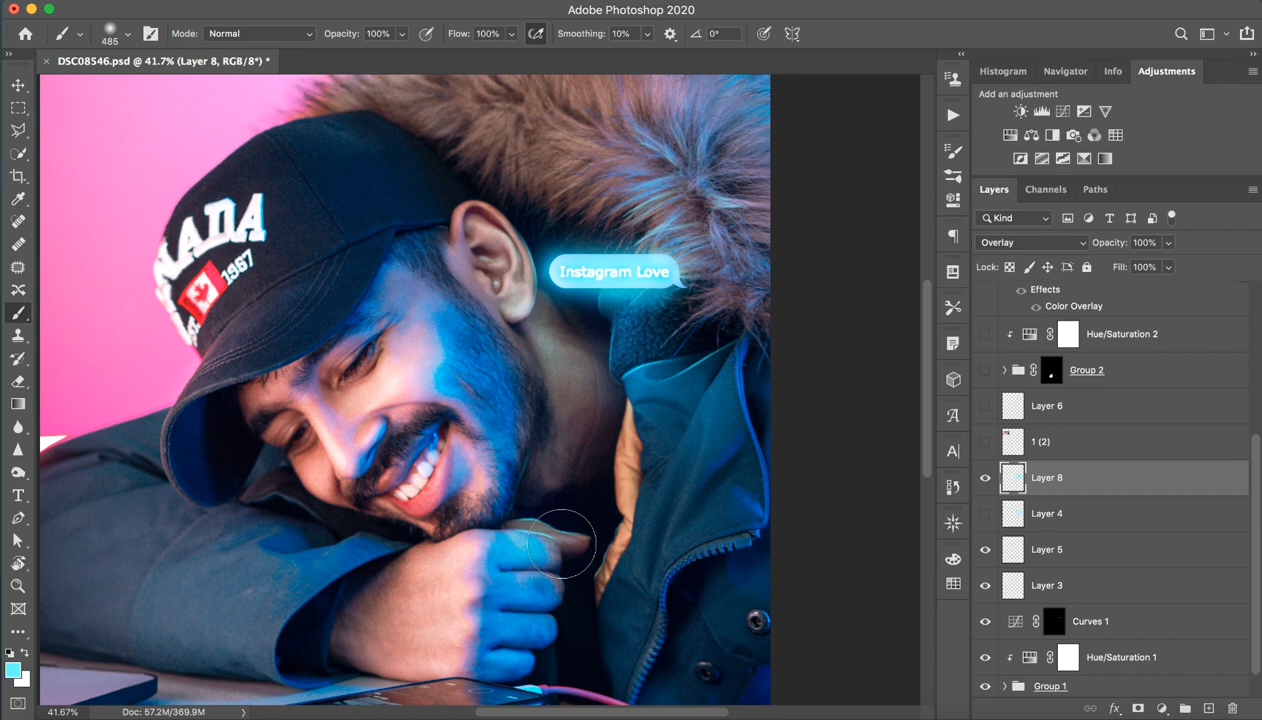 Adobe Photoshop 2020
485
Mode: Normal
Opacity: 100%
Flow: 100%
Smoothing: 10%
0°
DSC08546.psd @ 41.7% (Layer 8, RGB/8*) *
Histogram
Navigator
Info
Adjustments
Add an adjustment
Layers
Channels
Paths
Kind
Overlay
Opacity: 100%
Lock:
Fill: 100%
Effects
Color Overlay
Hue/Saturation 2
Group 2
Layer 6
1 (2)
Layer 8
Layer 4
Layer 5
Layer 3
Curves 1
Hue/Saturation 1
Group 1
NADA
1967
EST.
Instagram Love
41.67%
Doc: 57.2M/369.9M